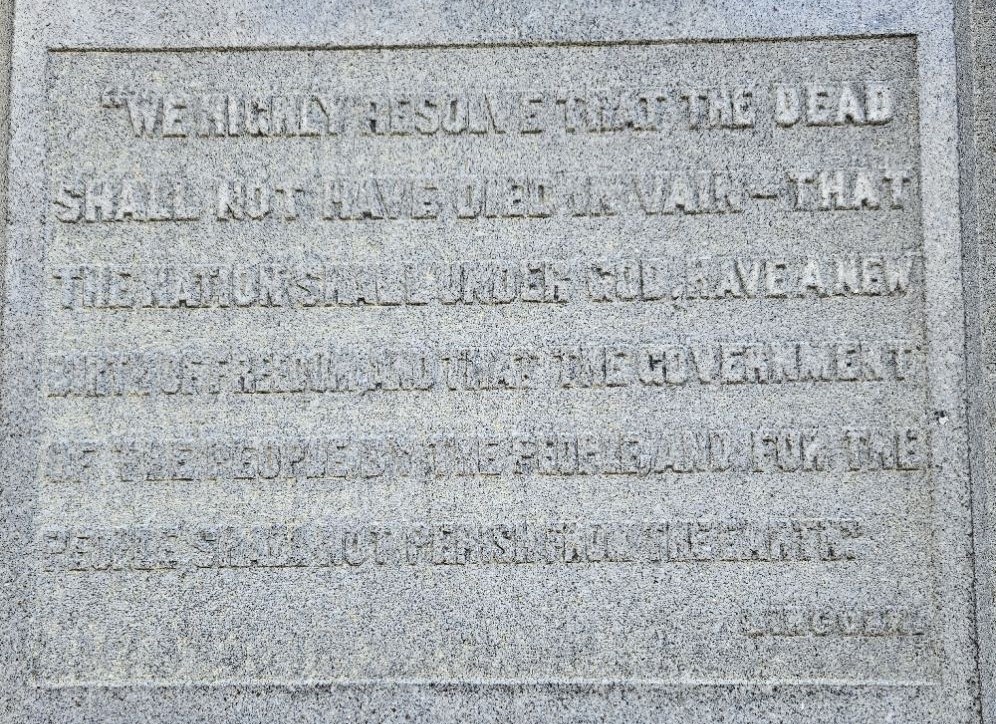 "WE HIGHLY RESOLVE THAT THE DEAD
SHALL NOT HAVE DIED IN VAIN – THAT
THE NATION SHALL UNDER GOD, HAVE A NEW
BIRTH OF FREEDOM, AND THAT THE GOVERNMENT
OF THE PEOPLE BY THE PEOPLE, AND FOR THE
PEOPLE SHALL NOT PERISH FROM THE EARTH."
LINCOLN.